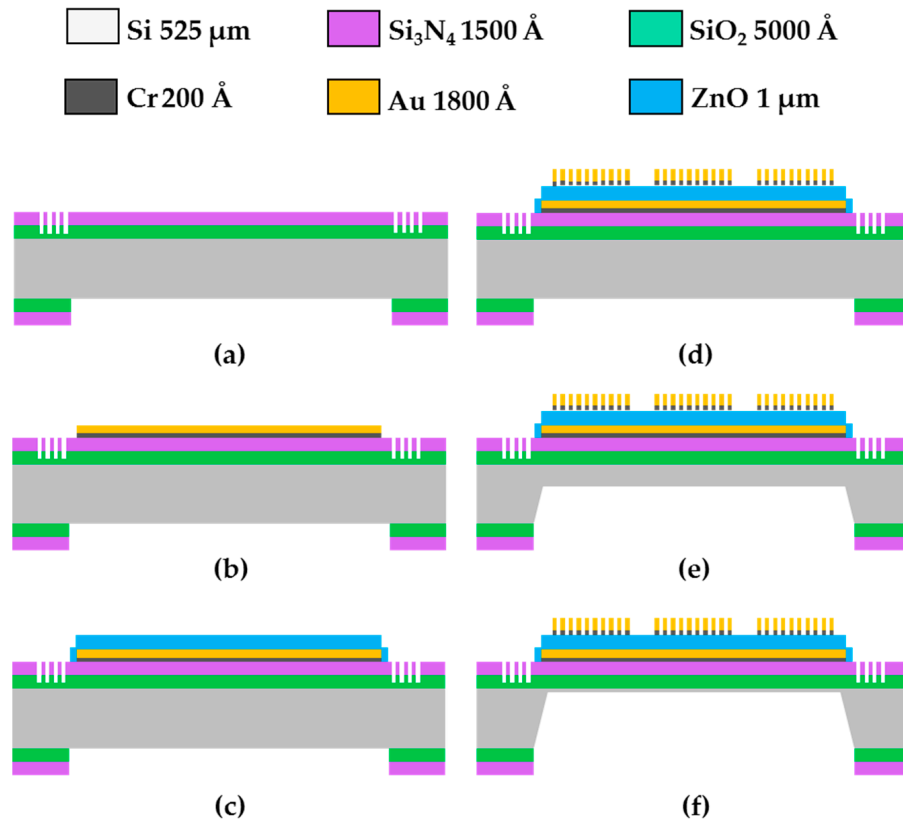 Si 525 µm Si₃N₄ 1500 Å SiO₂ 5000 Å
Cr 200 Å Au 1800 Å ZnO 1 µm
(a) (d)
(b) (e)
(c) (f)